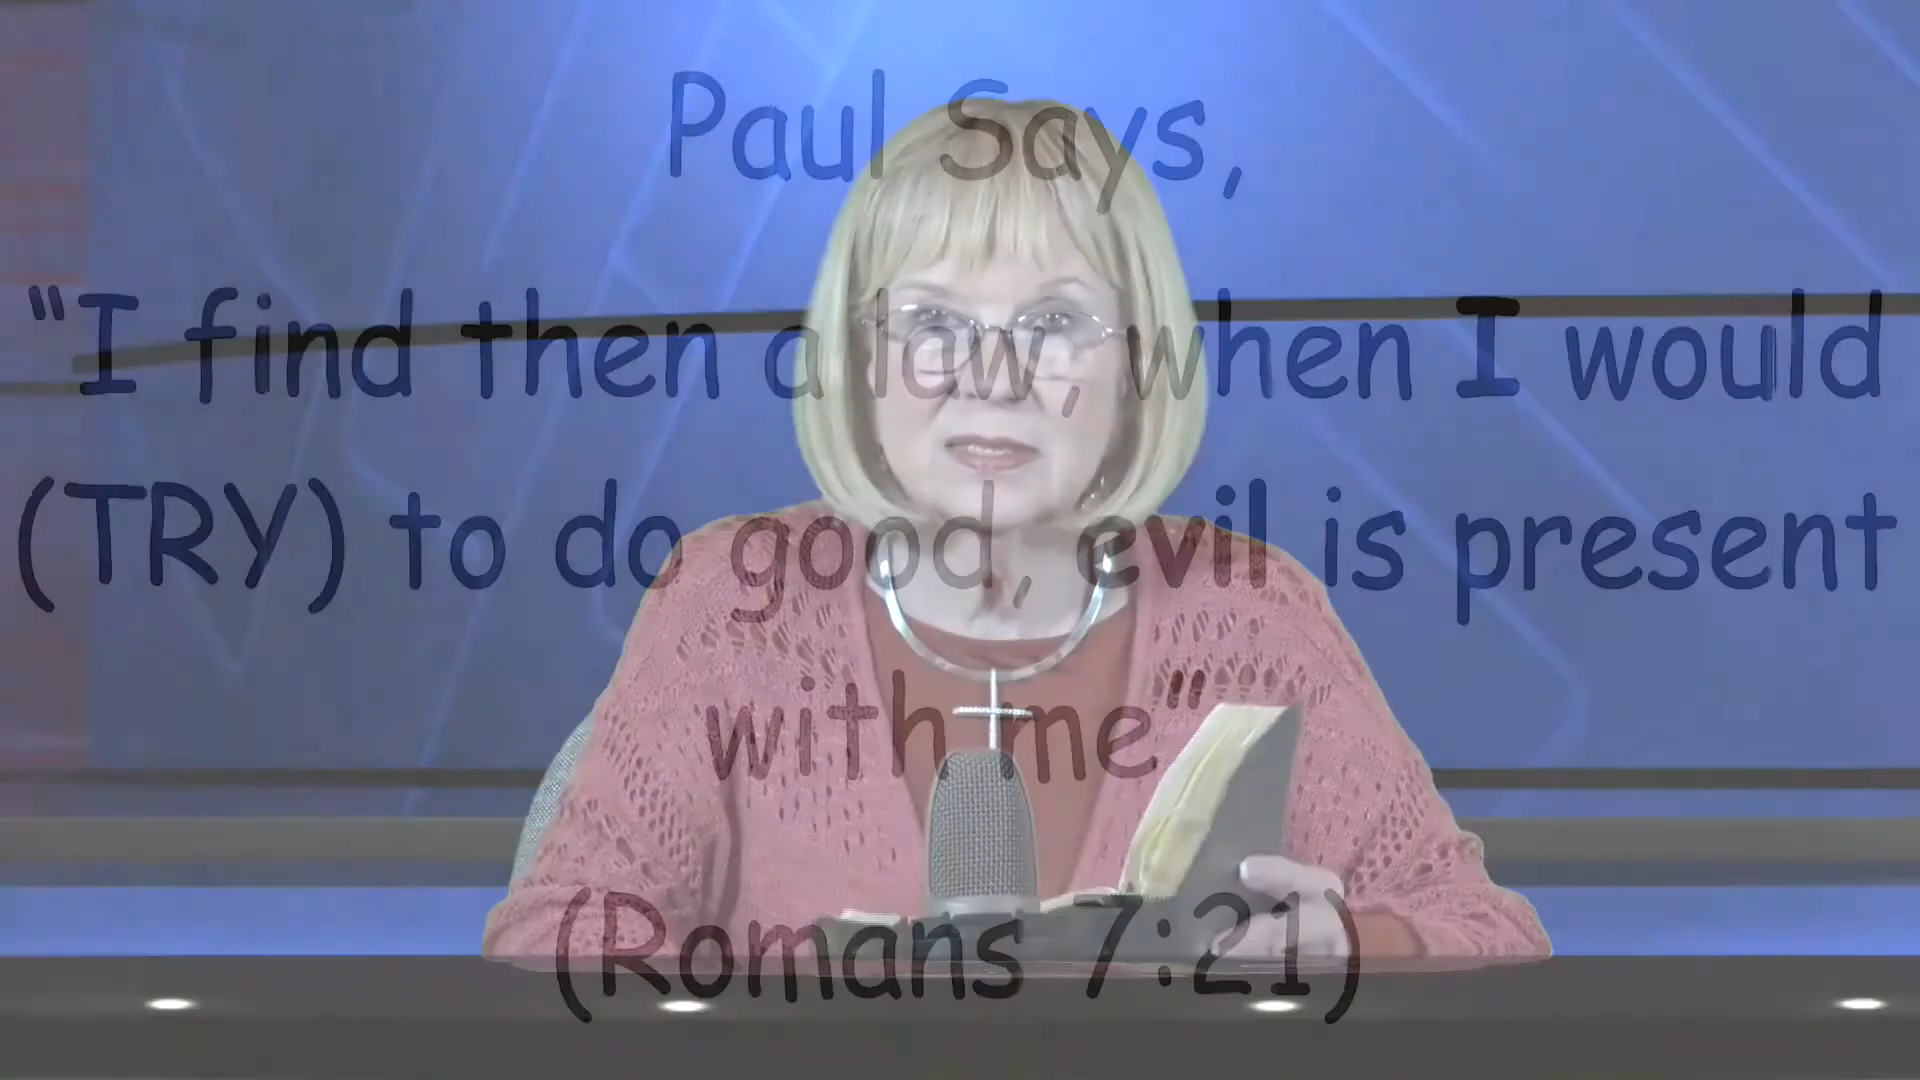 Paul Says,
"I find then a law, when I would
(TRY) to do good, evil is present
with me"
(Romans 7:21)